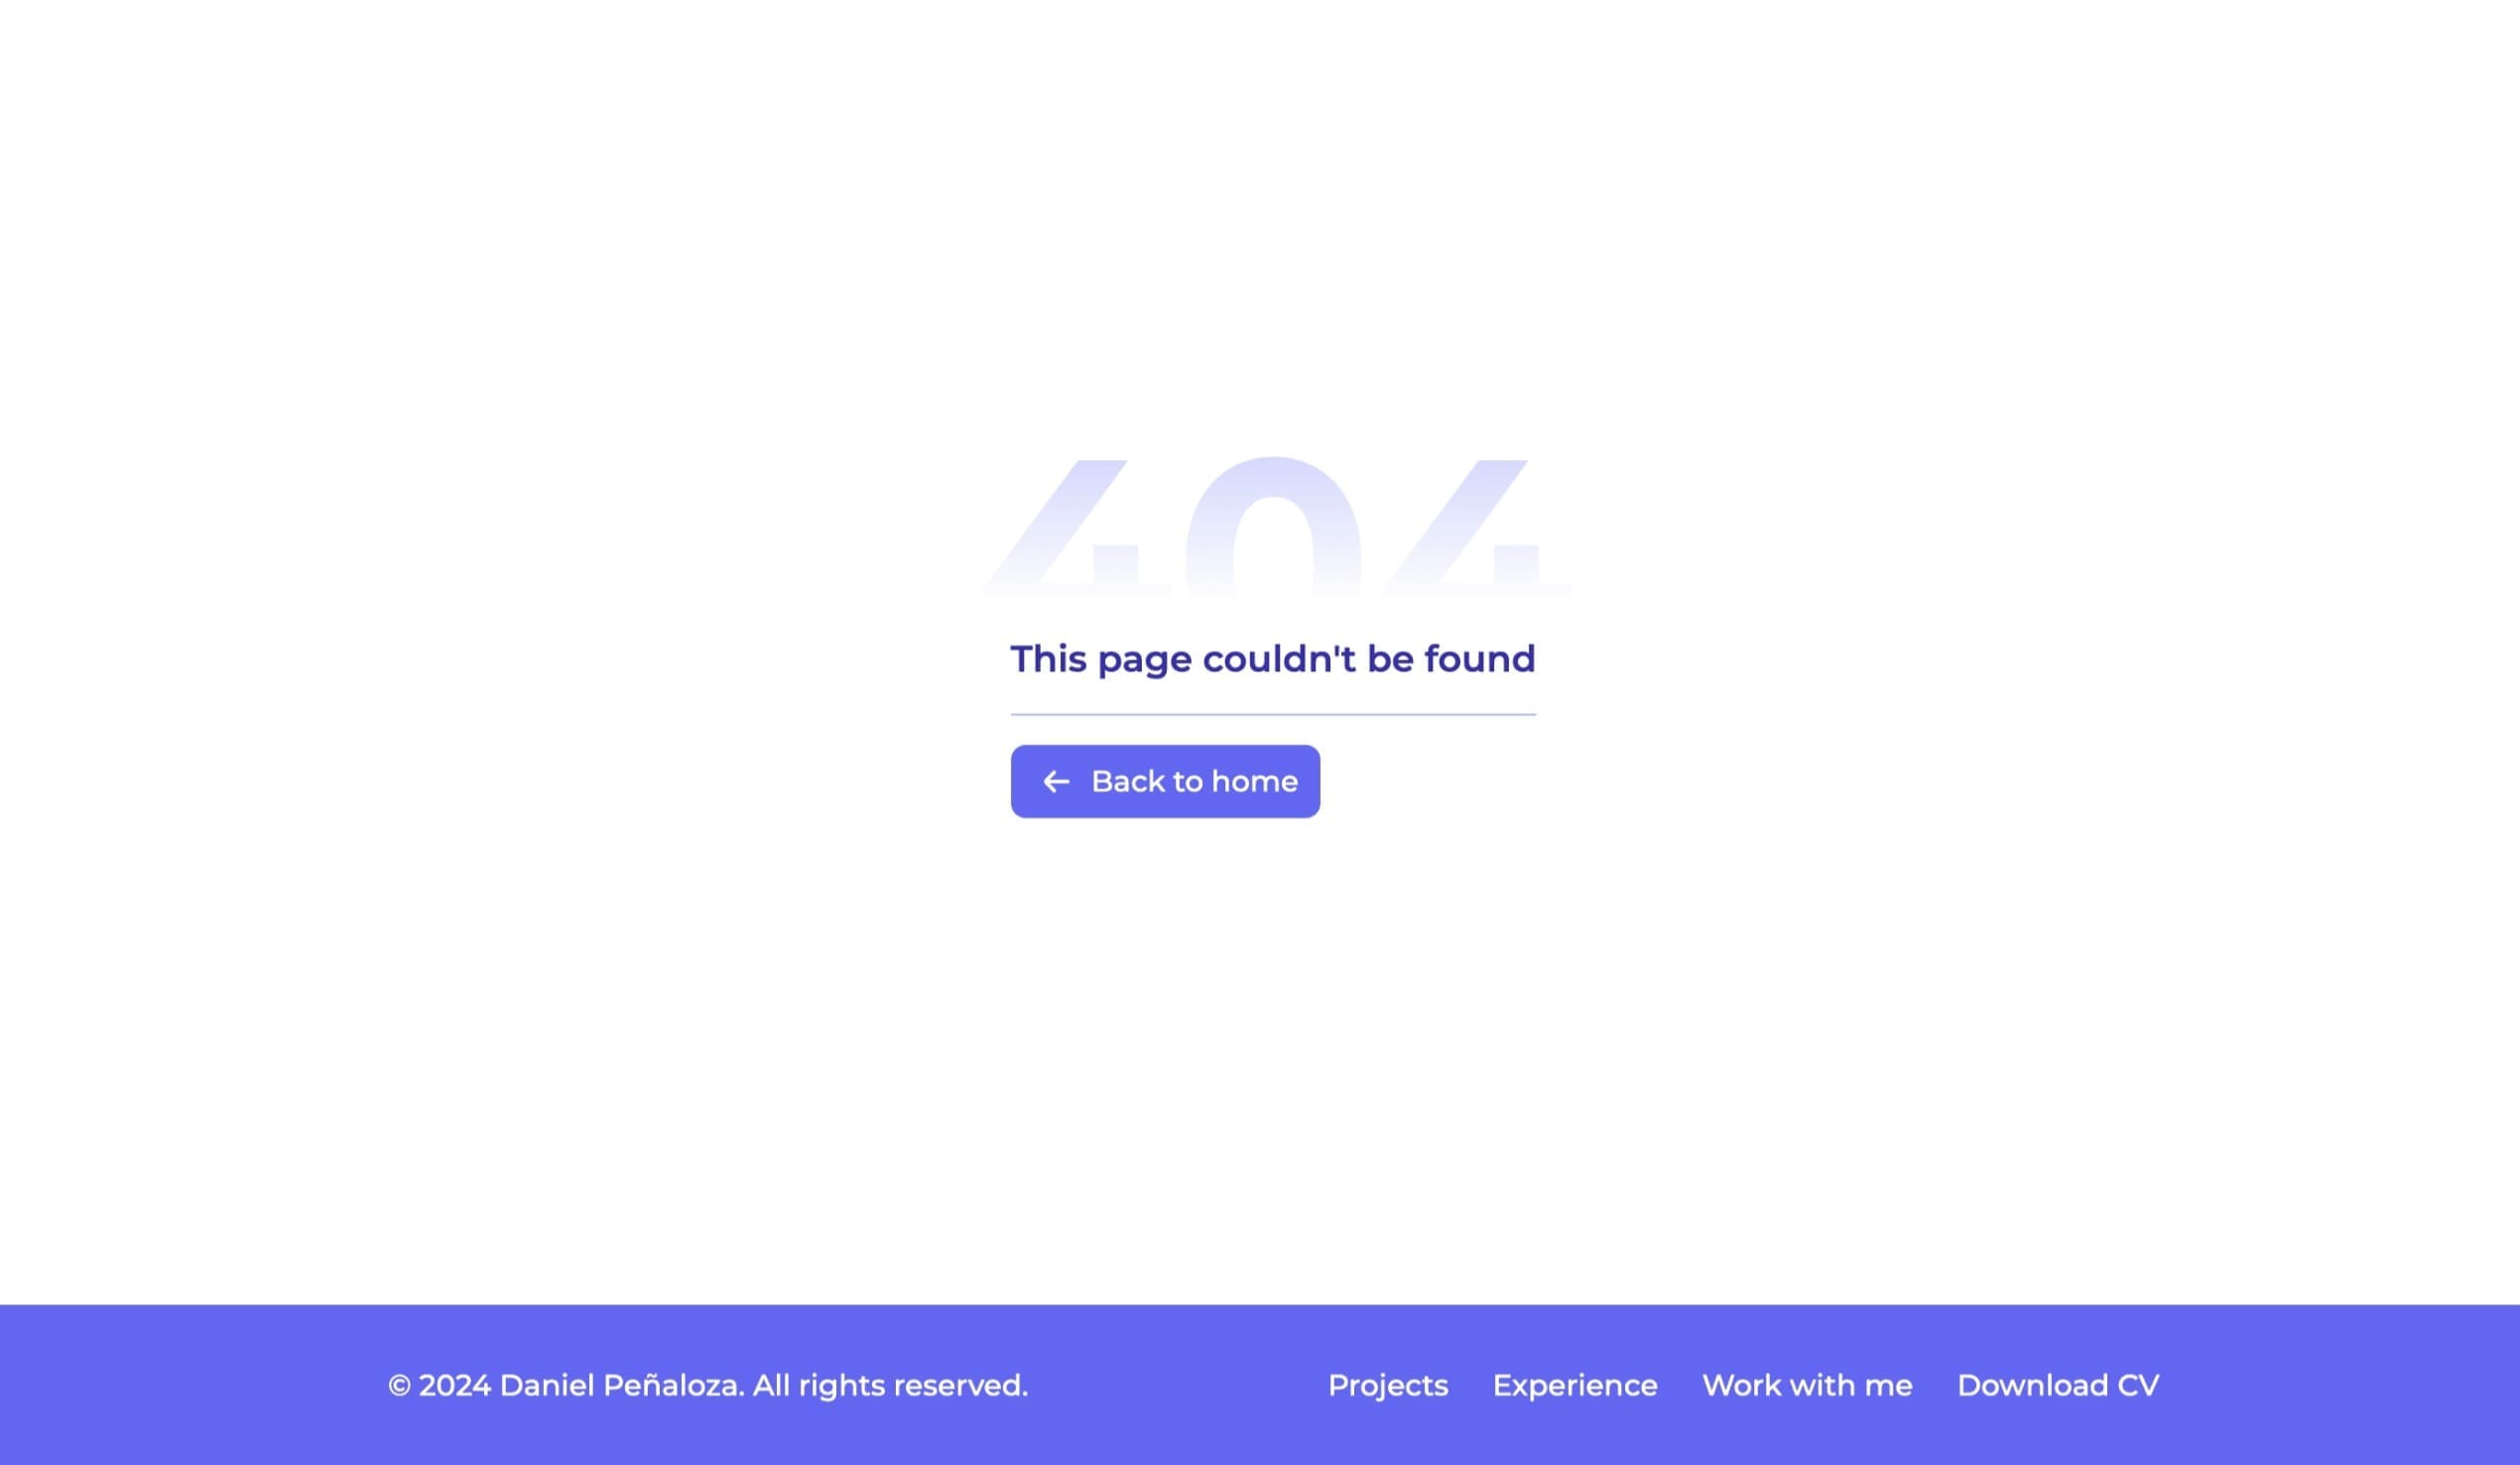 404
This page couldn't be found
Back to home
© 2024 Daniel Peñaloza. All rights reserved.
Projects Experience Work with me Download CV